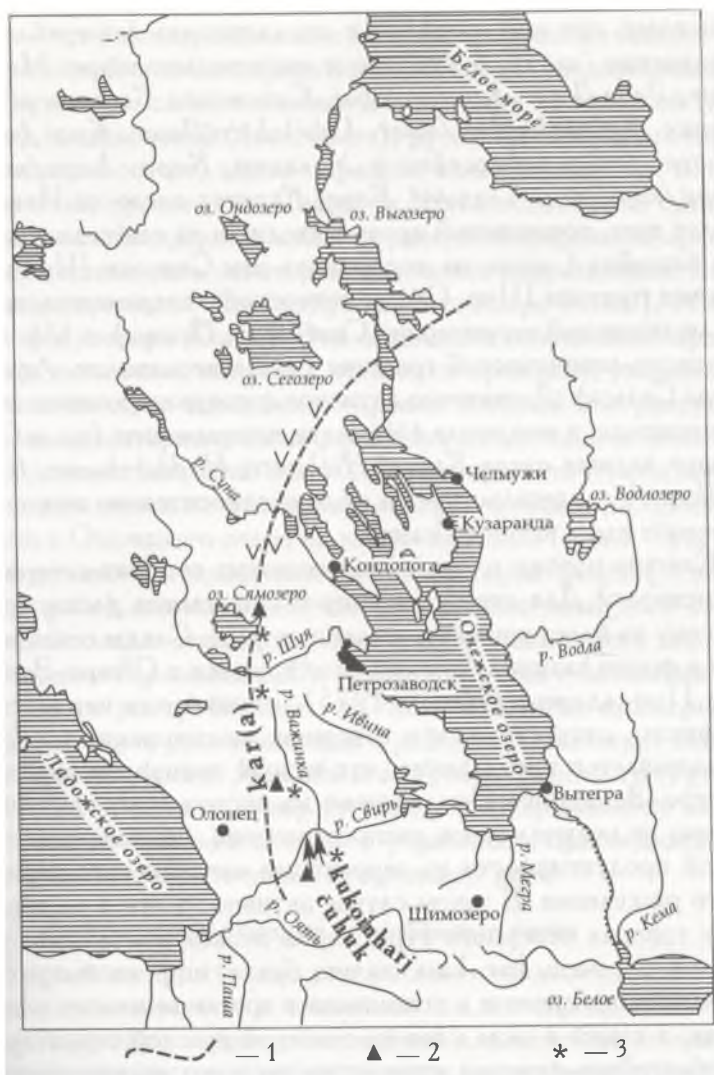 Белое море
оз. Ондозеро
оз. Выгозеро
оз. Сегозеро
р. Суна
Челмужи
оз. Водлозеро
Кузаранда
Кондопога
оз. Сямозеро
р. Шуя
р. Водла
Петрозаводск
Онежское озеро
kar(a)
р. Важинка
р. Ивина
Ладожское озеро
Вытегра
Олонец
р. Свирь
р. Мегра
kukombar'
uhluk
Шимозеро
р. Кема
р. Оять
р. Паша
оз. Белое
— 1 ▲ — 2 * — 3